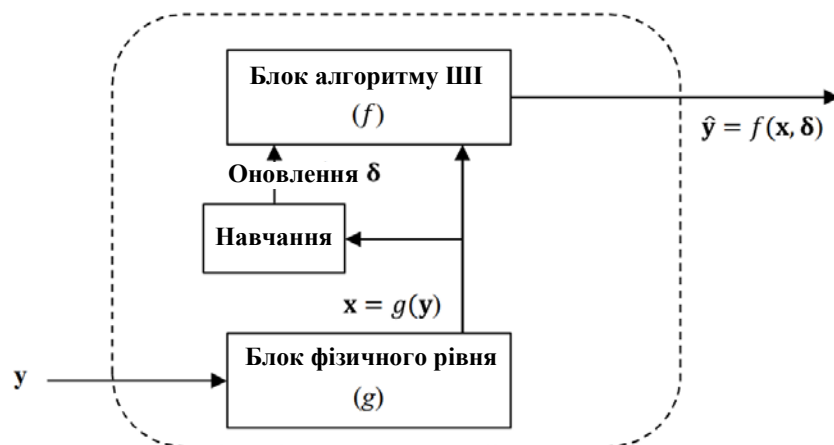 Блок алгоритму ШІ
(f)
ŷ = f(x, δ)
Оновлення δ
Навчання
x = g(y)
Блок фізичного рівня
(g)
y